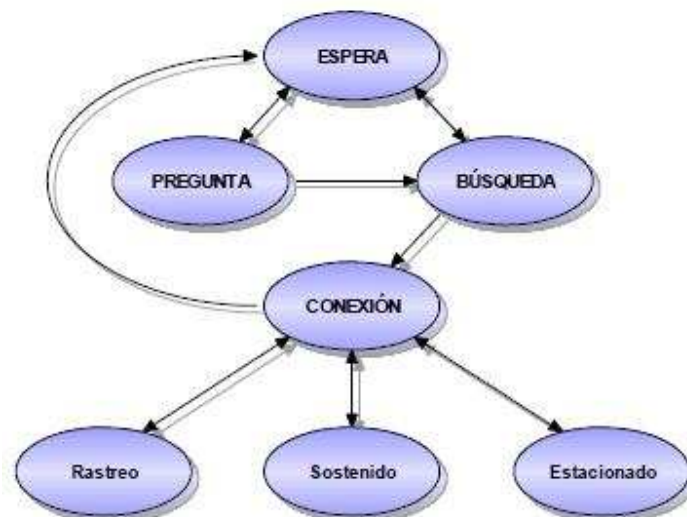 ESPERA
PREGUNTA
BÚSQUEDA
CONEXIÓN
Rastreo
Sostenido
Estacionado